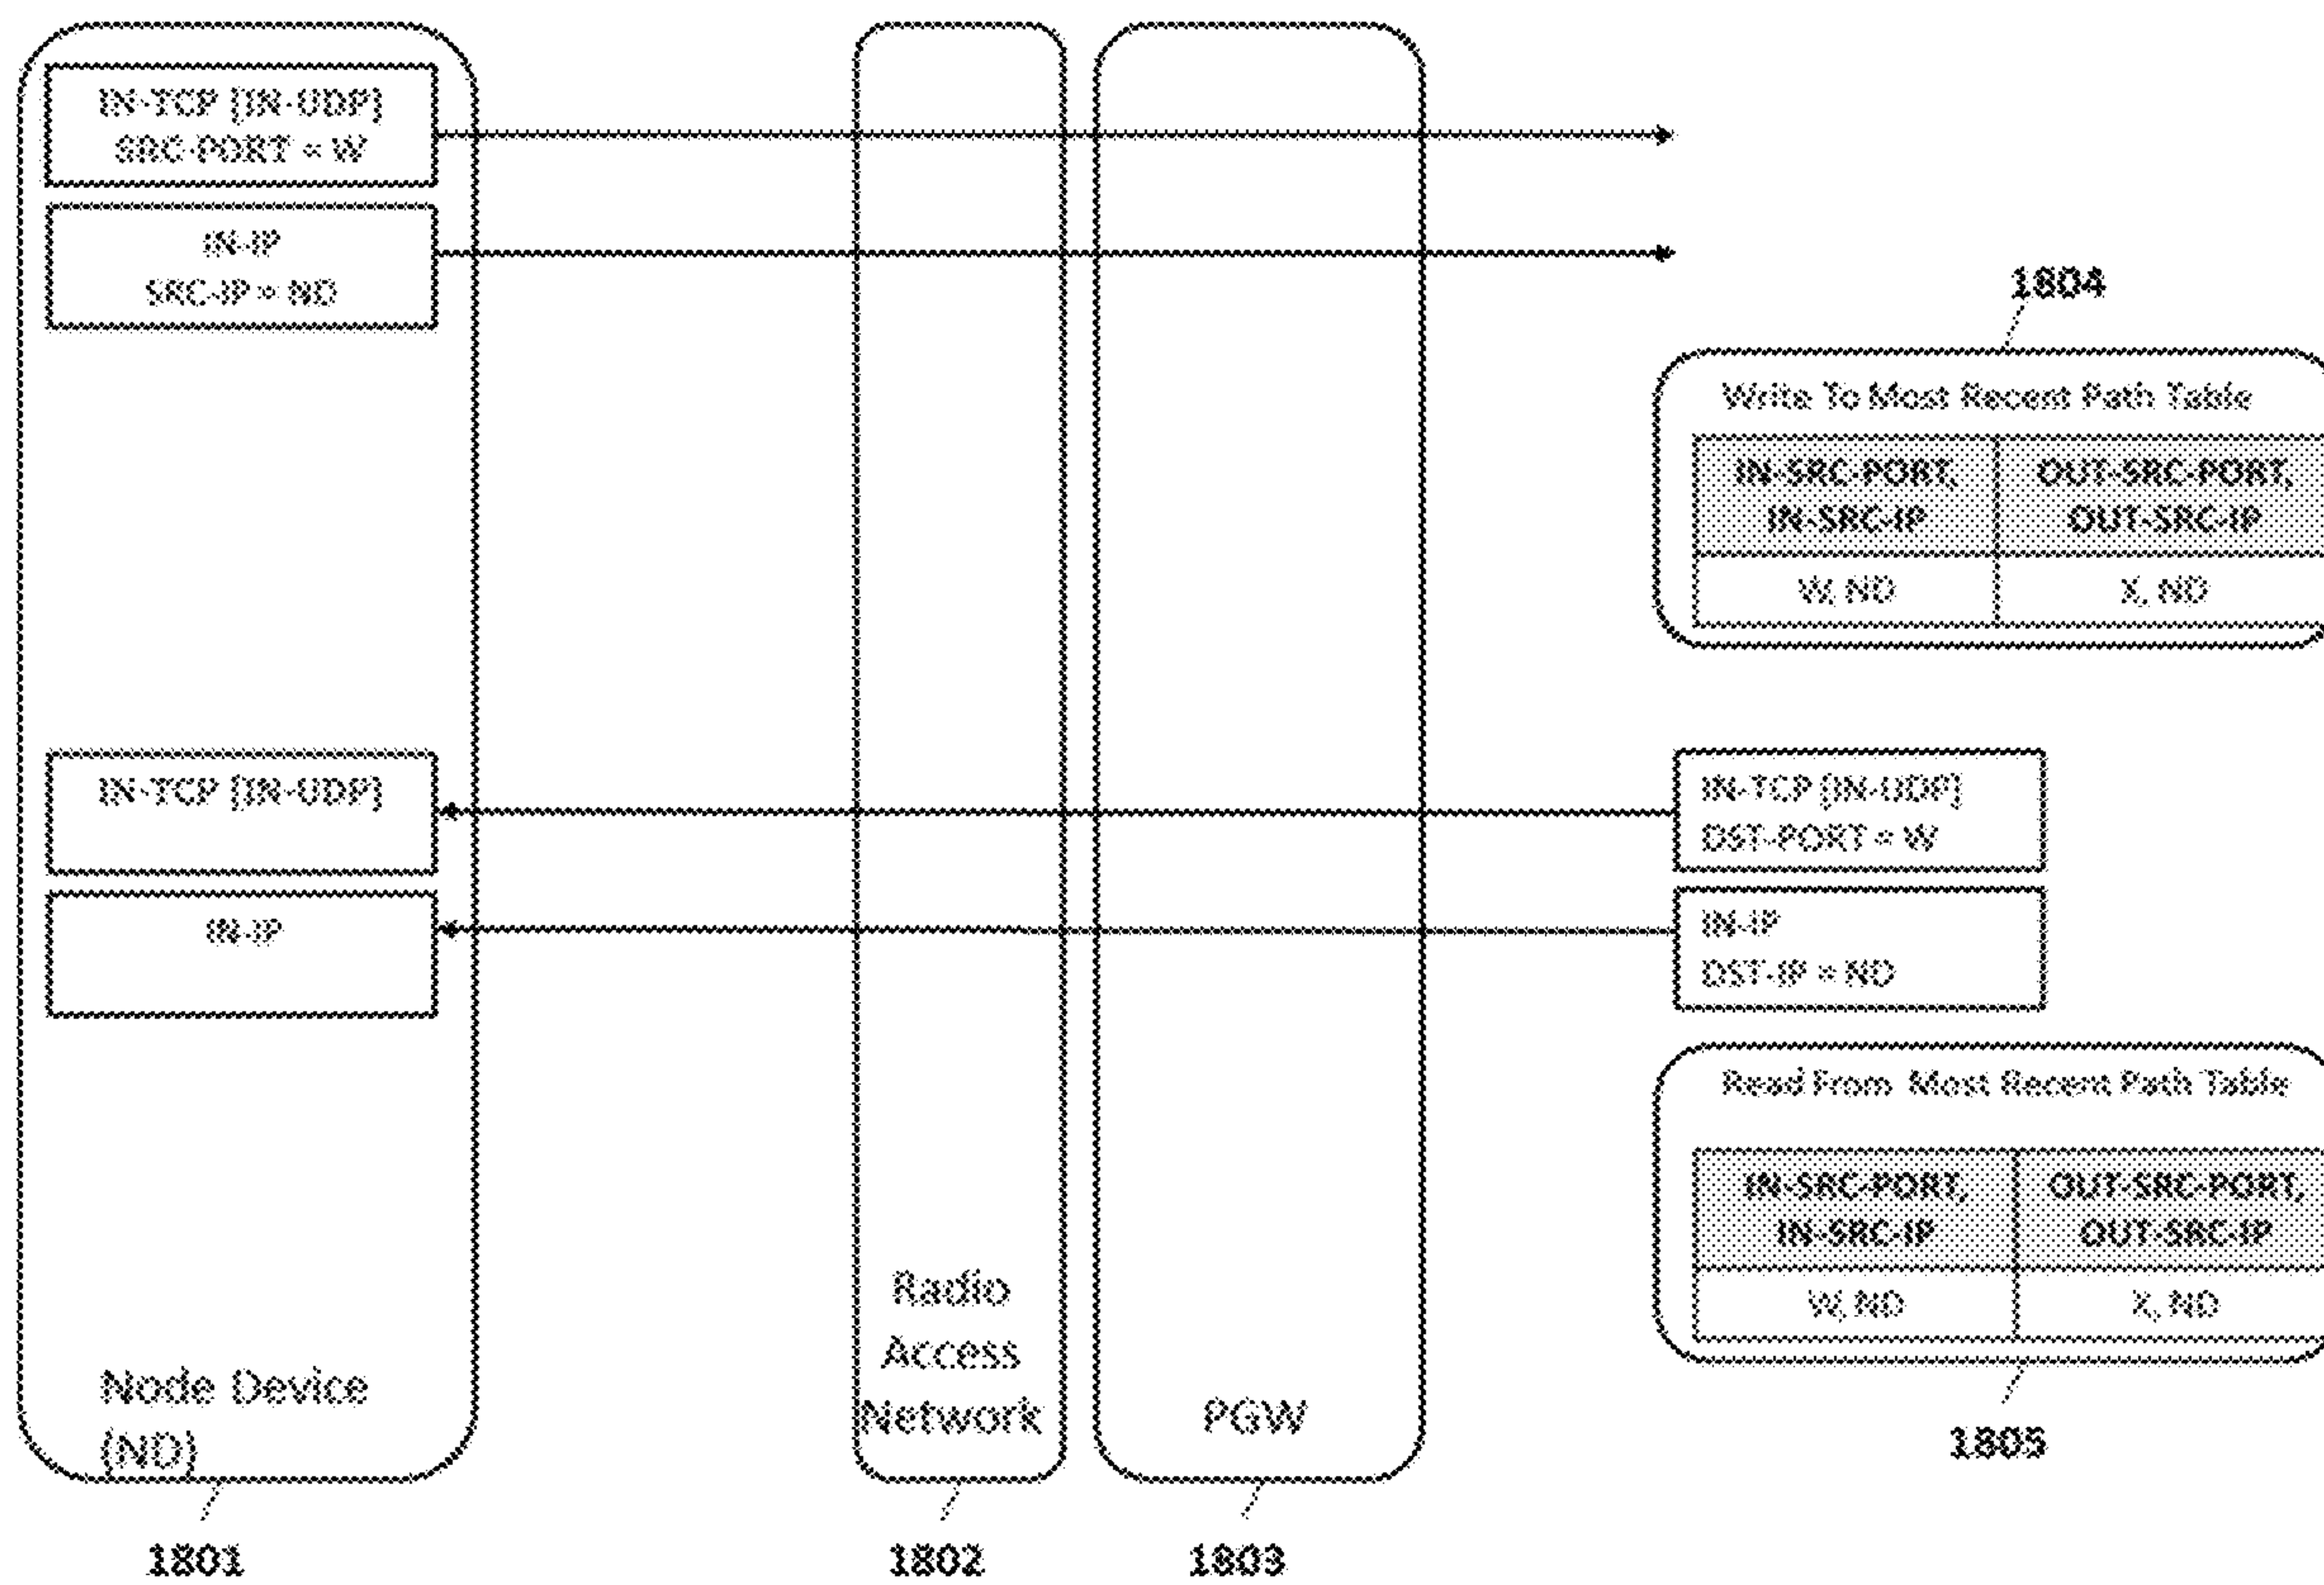 IN-TCP [IN-UDP]
SRC-PORT = W
IN-IP
SRC-IP = ND
1804
Write To Most Recent Path Table
IN-SRC-PORT,
IN-SRC-IP
OUT-SRC-PORT,
OUT-SRC-IP
W, ND
X, ND
IN-TCP [IN-UDP]
IN-IP
IN-TCP [IN-UDP]
DST-PORT = W
IN-IP
DST-IP = ND
Read From Most Recent Path Table
IN-SRC-PORT,
IN-SRC-IP
OUT-SRC-PORT,
OUT-SRC-IP
W, ND
X, ND
1805
Node Device
(ND)
Radio
Access
Network
PGW
1801
1802
1803